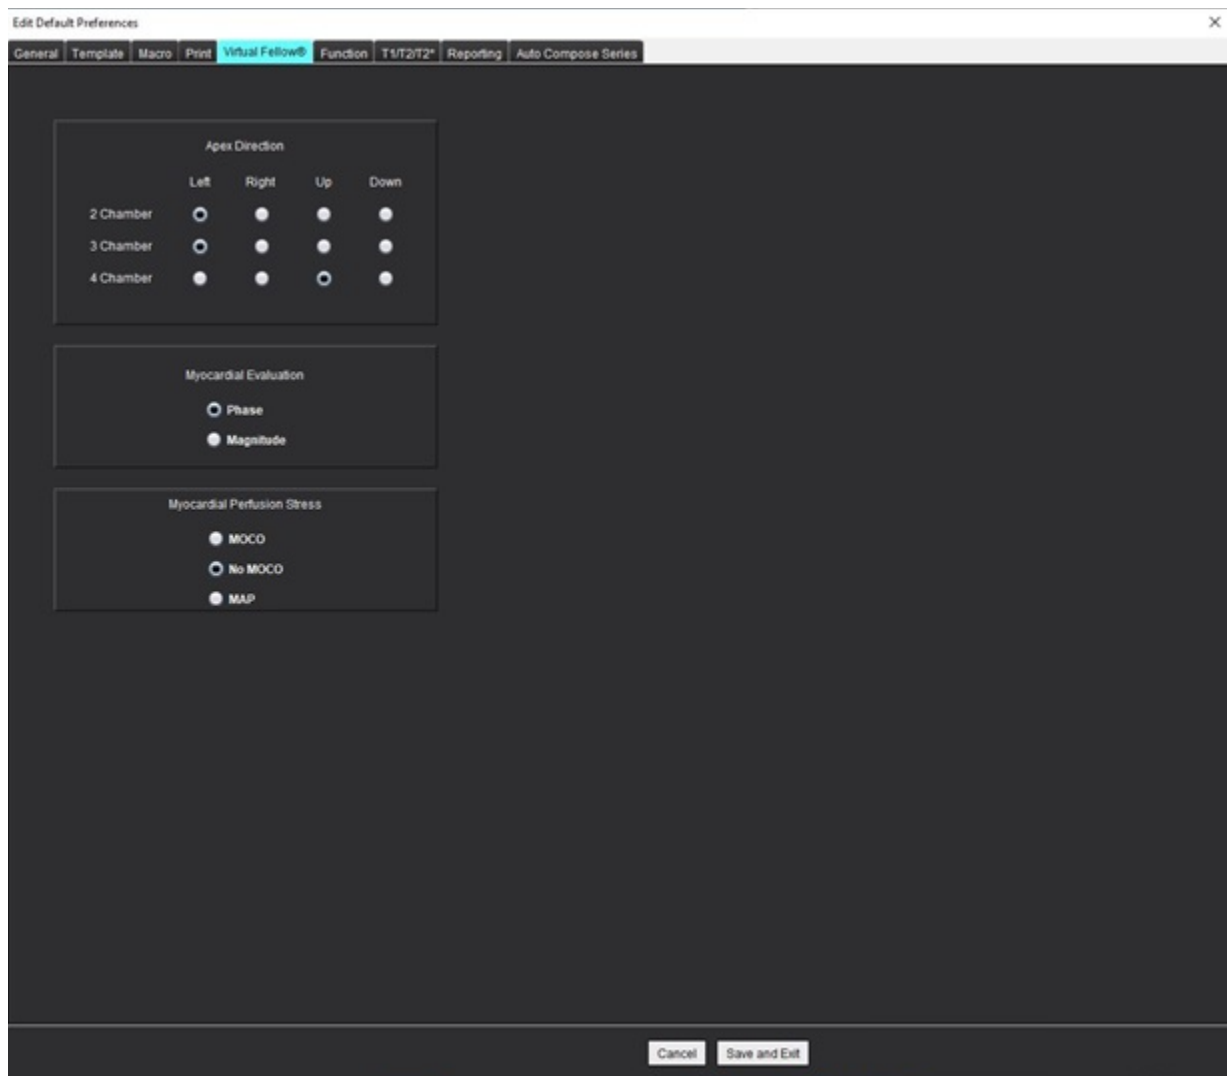 Edit Default Preferences
General Template Macro Print Virtual Fellow® Function T1/T2/T2* Reporting Auto Compose Series
Apex Direction
Left Right Up Down
2 Chamber
3 Chamber
4 Chamber
Myocardial Evaluation
Phase
Magnitude
Myocardial Perfusion Stress
MOCO
No MOCO
MAP
Cancel Save and Exit